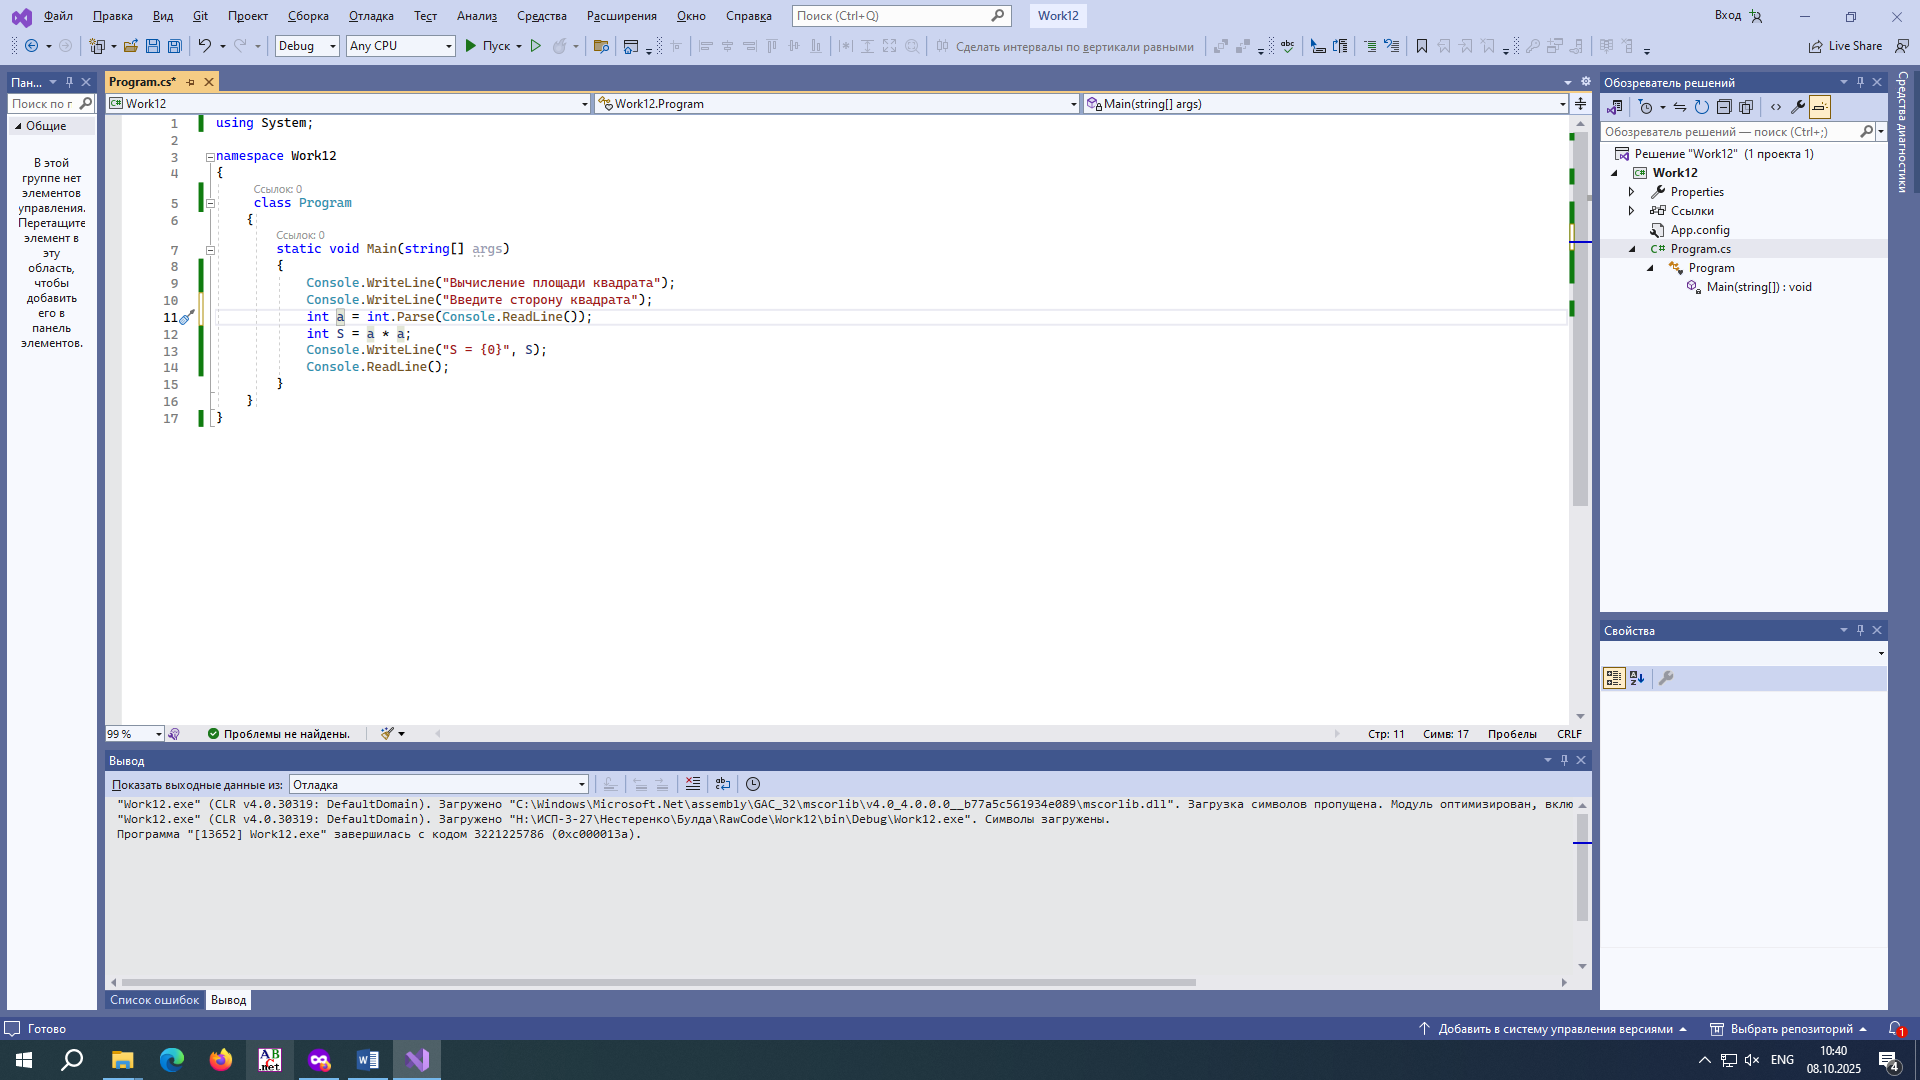 Файл Правка Вид Git Проект Сборка Отладка Тест Анализ Средства Расширения Окно Справка Поиск (Ctrl+Q) Work12 Вход
Debug Any CPU Пуск Сделать интервалы по вертикали равными Live Share
Пан...
Поиск по г
Общие
В этой
группе нет
элементов
управления.
Перетащите
элемент в
эту
область,
чтобы
добавить
его в
панель
элементов.
Program.cs*
Work12 Work12.Program Main(string[] args)
1 using System;
2
3 namespace Work12
4 {
Ссылок: 0
5 class Program
6 {
Ссылок: 0
7 static void Main(string[] args)
8 {
9 Console.WriteLine("Вычисление площади квадрата");
10 Console.WriteLine("Введите сторону квадрата");
11 int a = int.Parse(Console.ReadLine());
12 int S = a * a;
13 Console.WriteLine("S = {0}", S);
14 Console.ReadLine();
15 }
16 }
17 }
99 % Проблемы не найдены. Стр: 11 Симв: 17 Пробелы CRLF
Вывод
Показать выходные данные из: Отладка
"Work12.exe" (CLR v4.0.30319: DefaultDomain). Загружено "C:\Windows\Microsoft.Net\assembly\GAC_32\mscorlib\v4.0_4.0.0.0__b77a5c561934e089\mscorlib.dll". Загрузка символов пропущена. Модуль оптимизирован, вклю
"Work12.exe" (CLR v4.0.30319: DefaultDomain). Загружено "H:\ИСП-3-27\Нестеренко\Булда\RawCode\Work12\bin\Debug\Work12.exe". Символы загружены.
Программа "[13652] Work12.exe" завершилась с кодом 3221225786 (0xc000013a).
Список ошибок Вывод
Обозреватель решений
Обозреватель решений — поиск (Ctrl+;)
Решение "Work12" (1 проекта 1)
C# Work12
Properties
Ссылки
App.config
C# Program.cs
Program
Main(string[]) : void
Свойства
Средства диагностики
Готово Добавить в систему управления версиями Выбрать репозиторий 1
ABC .net ENG 10:40
08.10.2025 4